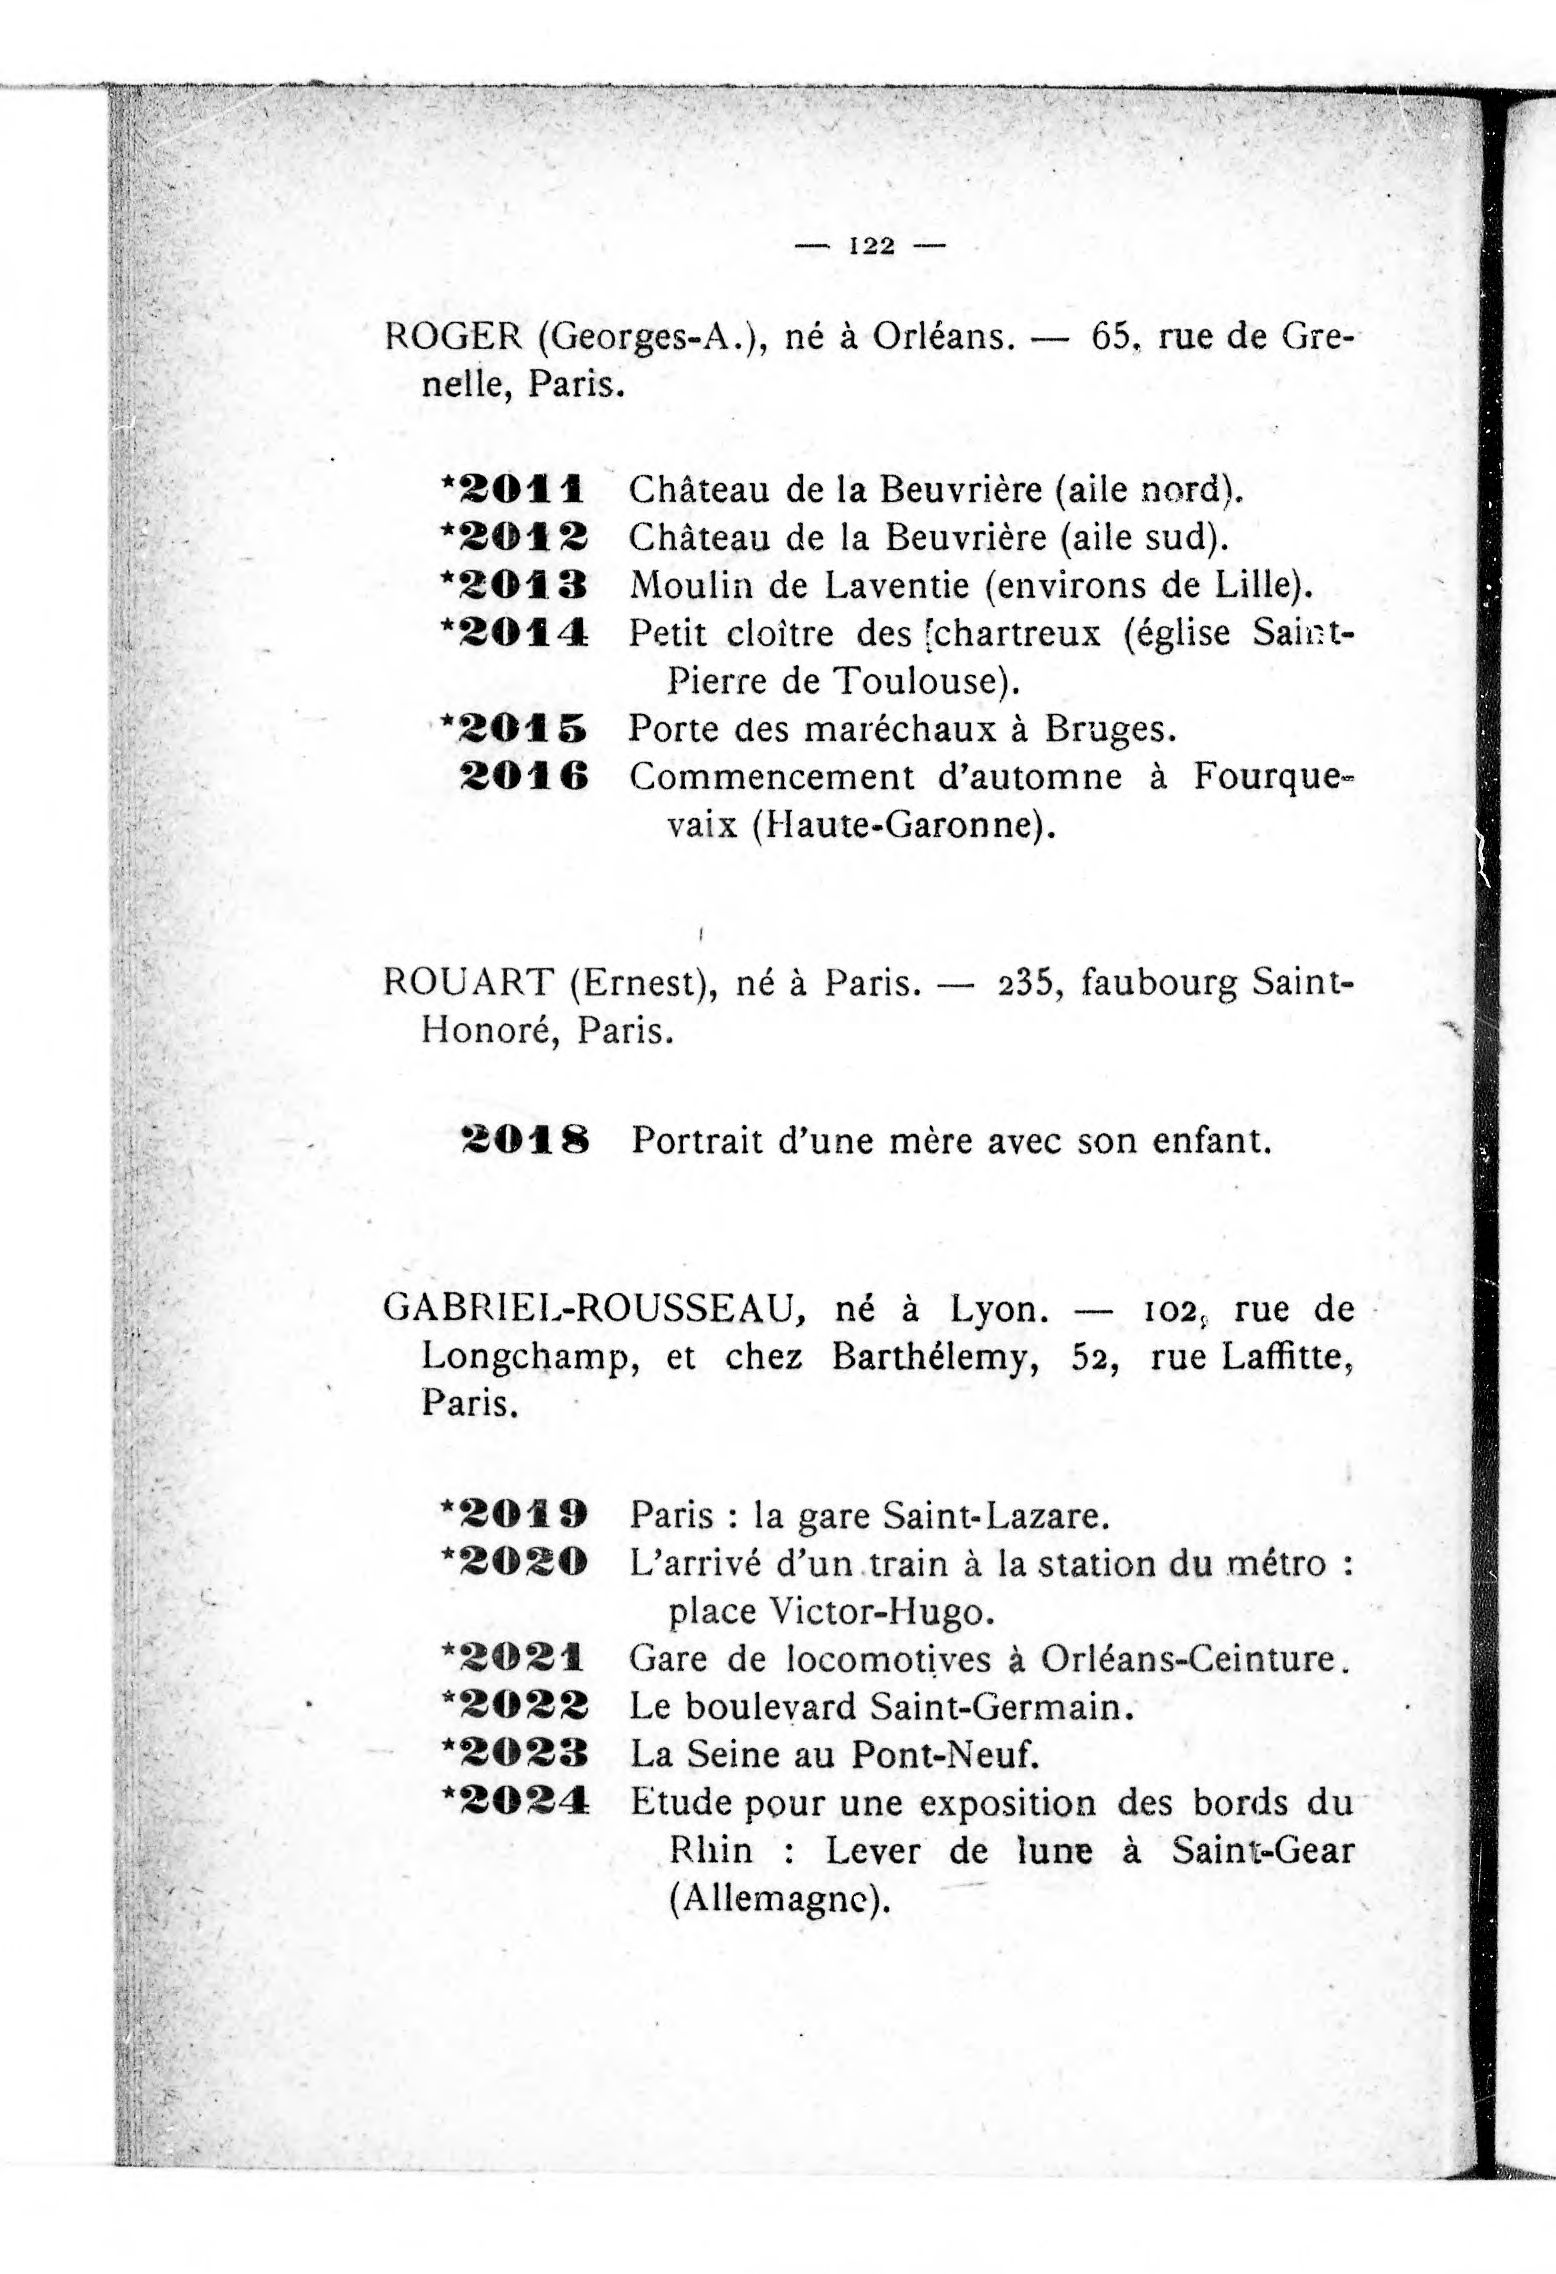 — 122 —
ROGER (Georges-A.), né à Orléans. — 65, rue de Gre-
nelle, Paris.
*2011 Château de la Beuvrière (aile nord).
*2012 Château de la Beuvrière (aile sud).
*2013 Moulin de Laventie (environs de Lille).
*2014 Petit cloître des [chartreux (église Saint-
Pierre de Toulouse).
*2015 Porte des maréchaux à Bruges.
2016 Commencement d'automne à Fourque-
vaix (Haute-Garonne).
ROUART (Ernest), né à Paris. — 235, faubourg Saint-
Honoré, Paris.
2018 Portrait d'une mère avec son enfant.
GABRIEL-ROUSSEAU, né à Lyon. — 102, rue de
Longchamp, et chez Barthélemy, 52, rue Laffitte,
Paris.
*2019 Paris : la gare Saint-Lazare.
*2020 L'arrivé d'un train à la station du métro :
place Victor-Hugo.
*2021 Gare de locomotives à Orléans-Ceinture.
*2022 Le boulevard Saint-Germain.
*2023 La Seine au Pont-Neuf.
*2024 Etude pour une exposition des bords du
Rhin : Lever de lune à Saint-Gear
(Allemagne).